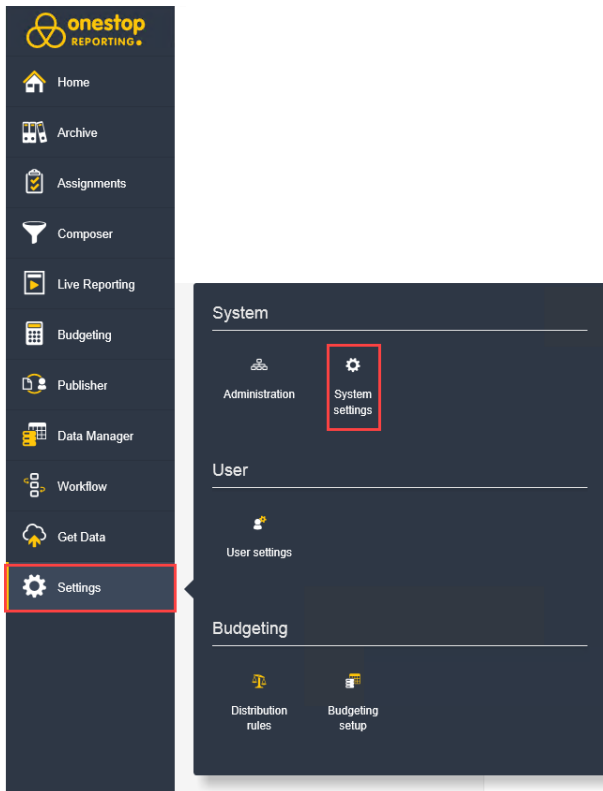 onestop
REPORTING
Home
Archive
Assignments
Composer
Live Reporting
Budgeting
Publisher
Data Manager
Workflow
Get Data
Settings
System
Administration
System
settings
User
User settings
Budgeting
Distribution
rules
Budgeting
setup